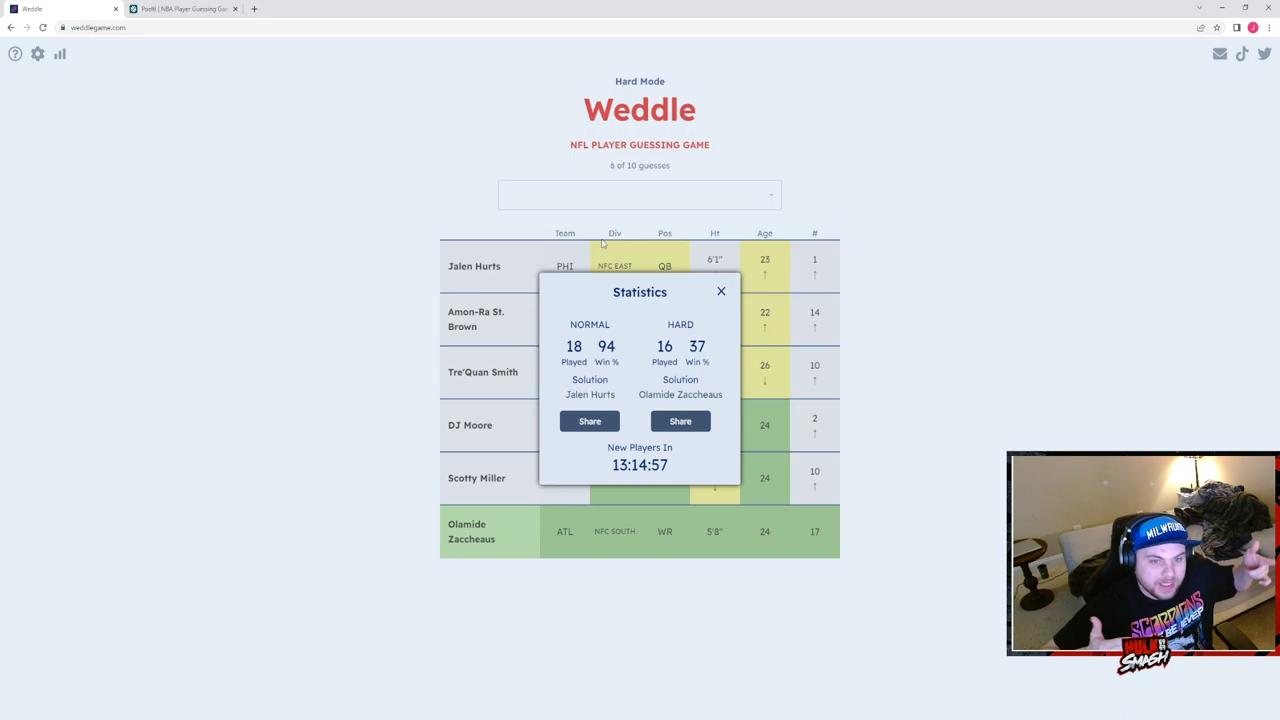 Weddle
Poeltl | NBA Player Guessing Ga
weddlegame.com
J
Hard Mode
Weddle
NFL PLAYER GUESSING GAME
6 of 10 guesses
Team Div Pos Ht Age #
Jalen Hurts PHI NFC EAST QB 6'1" 23 1
↑ ↑
Amon-Ra St.
Brown
22 14
↑ ↑
Tre'Quan Smith 26 10
↓ ↑
DJ Moore 24 2
↑
Scotty Miller 24 10
↓ ↑
Olamide
Zaccheaus
ATL NFC SOUTH WR 5'8" 24 17
Statistics
NORMAL HARD
18 94 16 37
Played Win % Played Win %
Solution Solution
Jalen Hurts Olamide Zaccheaus
Share Share
New Players In
13:14:57
SCORPIONS
HULK
SMASH